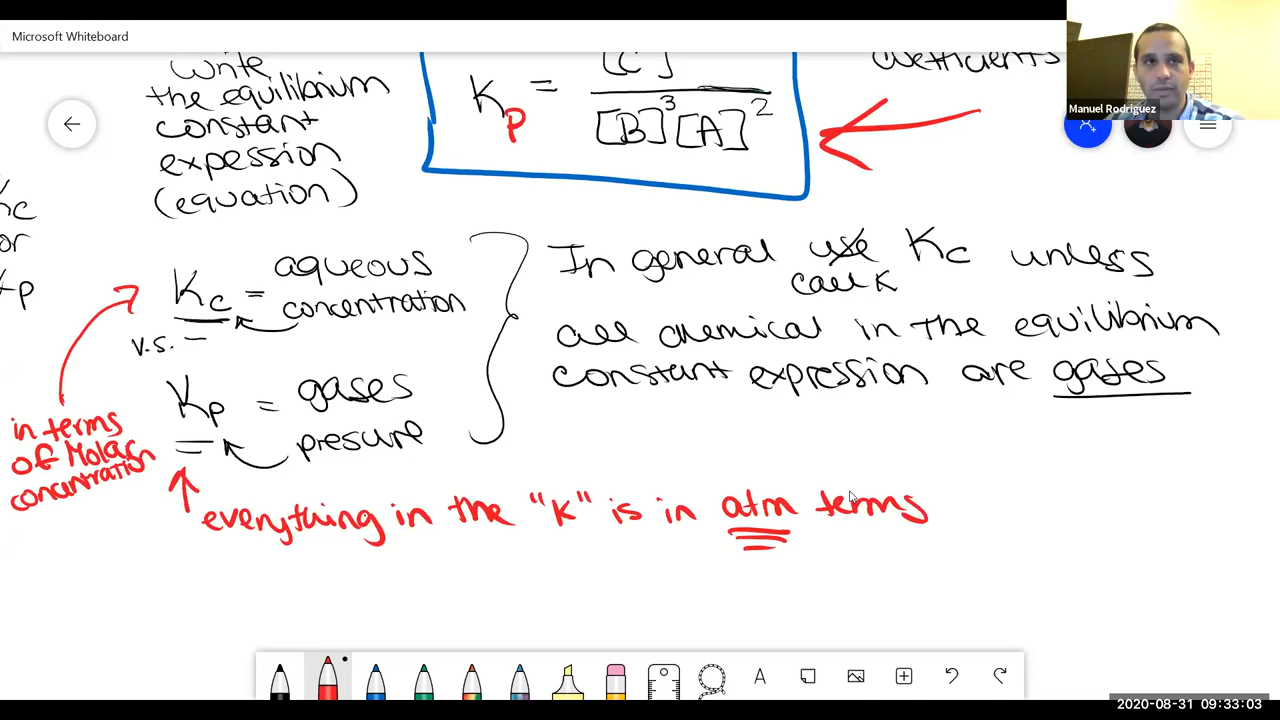 Microsoft Whiteboard
Write
the equilibrium
constant
expession
(equation)
Kp = [C]
[B]³[A]²
coefficients
Manuel Rodriguez
Kc
or
Kp
Kc = aqueous
concentration
v.s.
Kp = gases
presure
In general use Kc unless
call K
all chemical in the equilibrium
constant expression are gases
in terms
of Molar
concentration
everything in the "K" is in atm terms
2020-08-31 09:33:03